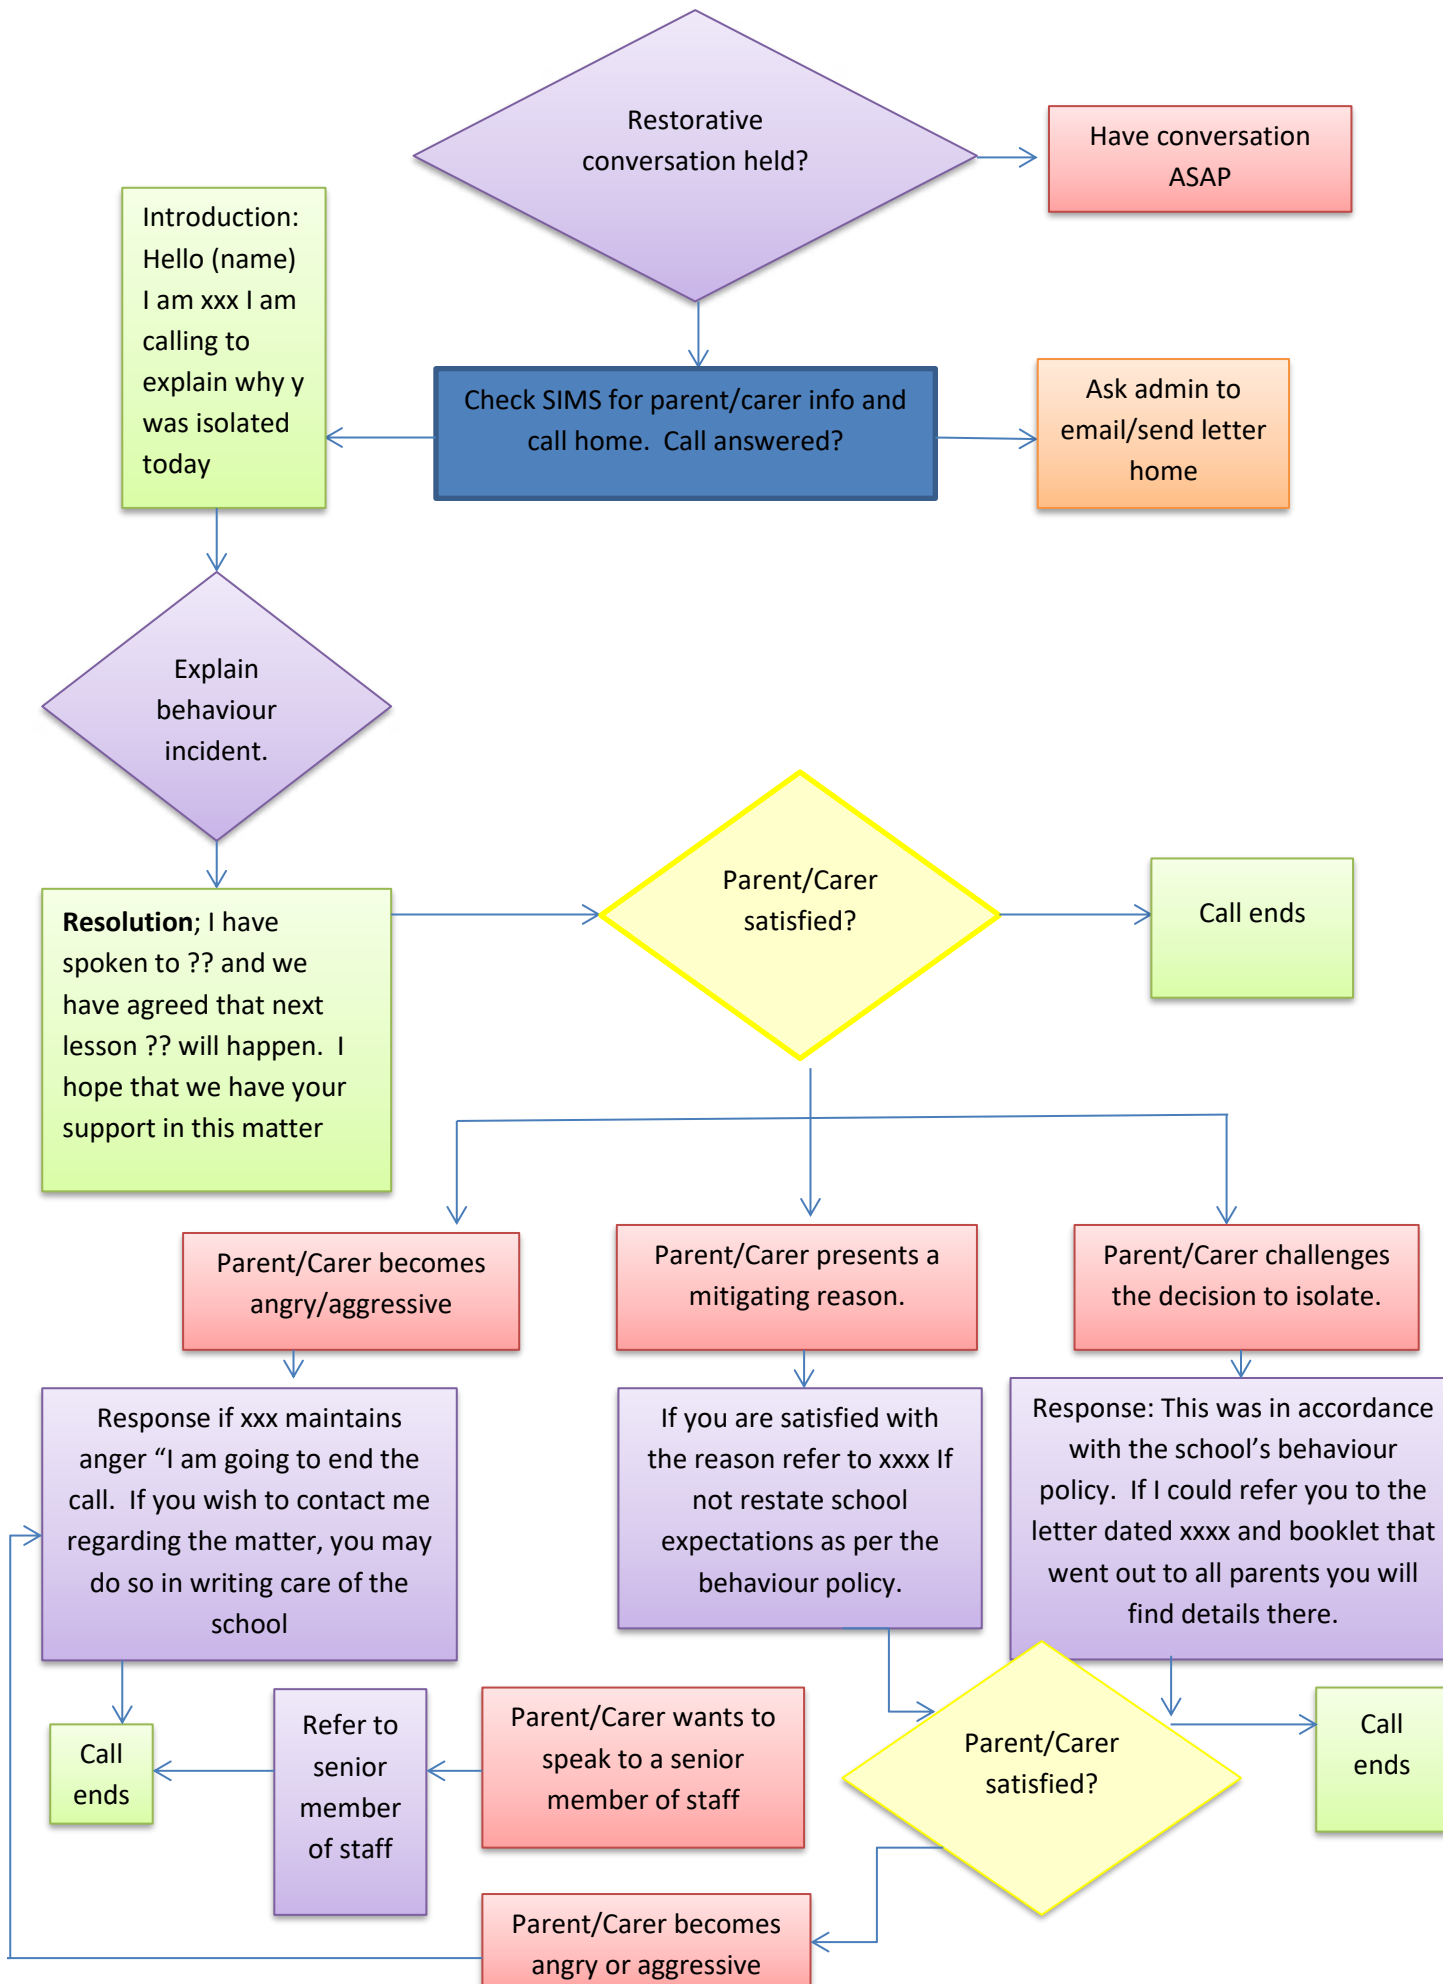 Restorative
conversation held?
Have conversation
ASAP
Introduction:
Hello (name)
I am xxx I am
calling to
explain why y
was isolated
today
Check SIMS for parent/carer info and
call home.  Call answered?
Ask admin to
email/send letter
home
Explain
behaviour
incident.
Resolution; I have
spoken to ?? and we
have agreed that next
lesson ?? will happen.  I
hope that we have your
support in this matter
Parent/Carer
satisfied?
Call ends
Parent/Carer becomes
angry/aggressive
Parent/Carer presents a
mitigating reason.
Parent/Carer challenges
the decision to isolate.
Response if xxx maintains
anger “I am going to end the
call.  If you wish to contact me
regarding the matter, you may
do so in writing care of the
school
If you are satisfied with
the reason refer to xxxx If
not restate school
expectations as per the
behaviour policy.
Response: This was in accordance
with the school’s behaviour
policy.  If I could refer you to the
letter dated xxxx and booklet that
went out to all parents you will
find details there.
Call
ends
Refer to
senior
member
of staff
Parent/Carer wants to
speak to a senior
member of staff
Parent/Carer
satisfied?
Call
ends
Parent/Carer becomes
angry or aggressive